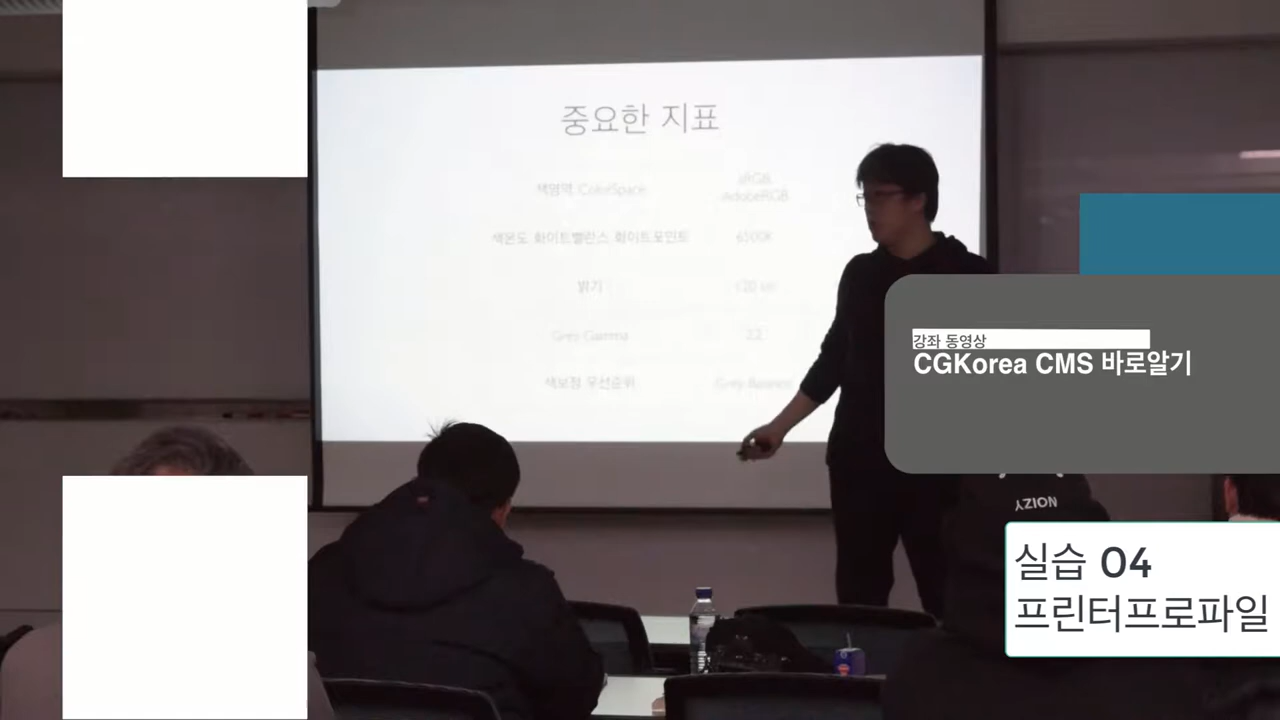 중요한 지표
색영역 ColorSpace
sRGB
AdobeRGB
색온도 화이트밸런스 화이트포인트
6500K
밝기
Grey Gamma
2.2
색보정 우선순위
Grey Balance
강좌 동영상
CGKorea CMS 바로알기
NOIZY
실습 04
프린터프로파일